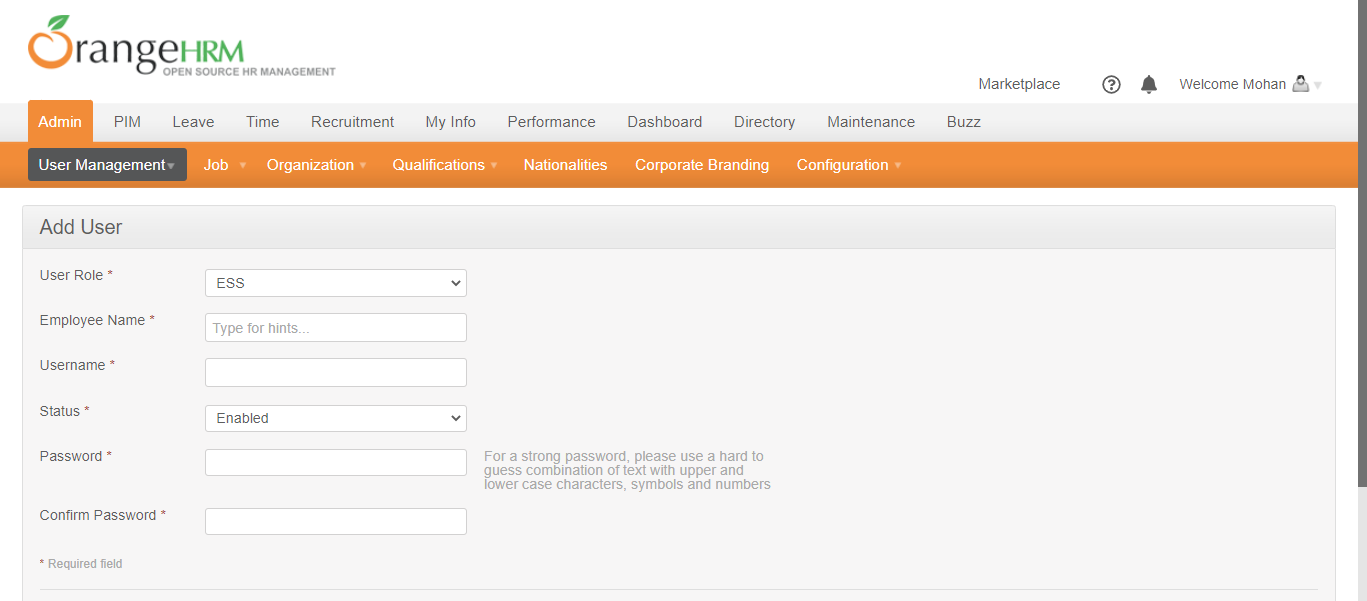 OrangeHRM
OPEN SOURCE HR MANAGEMENT
Marketplace ? Welcome Mohan
Admin PIM Leave Time Recruitment My Info Performance Dashboard Directory Maintenance Buzz
User Management Job Organization Qualifications Nationalities Corporate Branding Configuration
Add User
User Role * ESS
Employee Name * Type for hints...
Username *
Status * Enabled
Password * For a strong password, please use a hard to
guess combination of text with upper and
lower case characters, symbols and numbers
Confirm Password *
* Required field